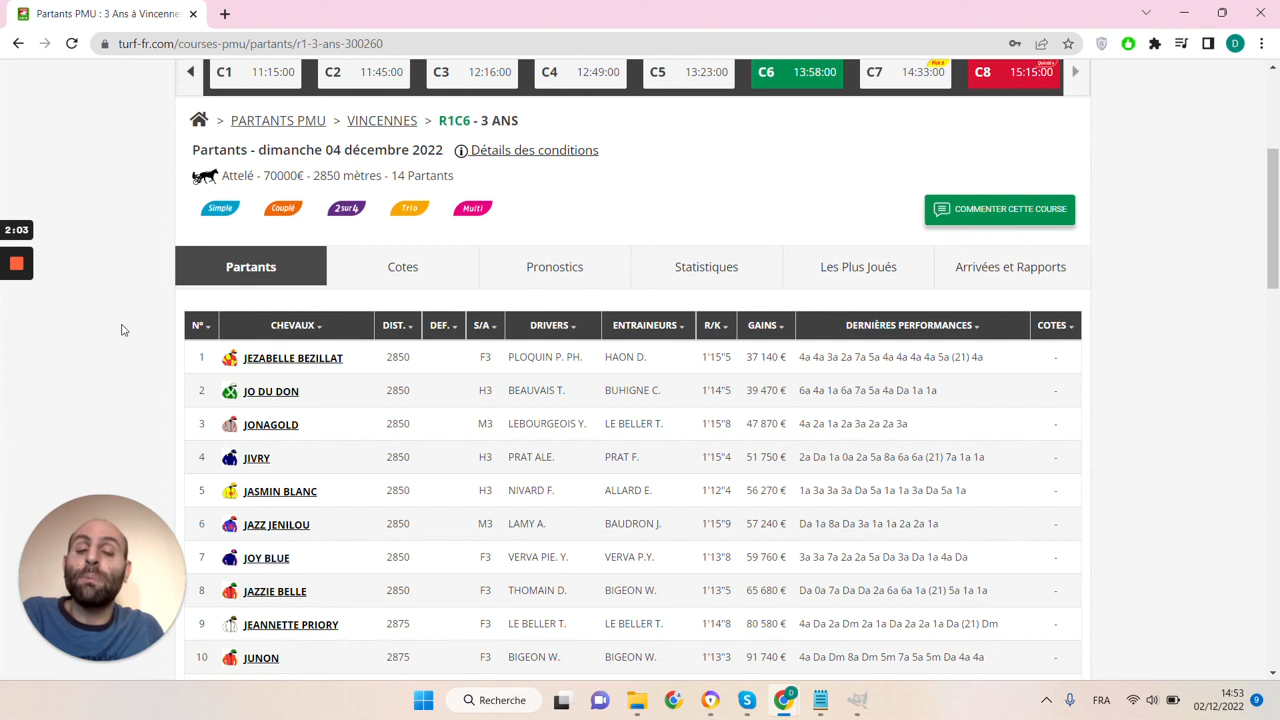 Partants PMU : 3 Ans à Vincenne
turf-fr.com/courses-pmu/partants/r1-3-ans-300260
D
C1 11:15:00 C2 11:45:00 C3 12:16:00 C4 12:49:00 C5 13:23:00 C6 13:58:00 C7 14:33:00 C8 15:15:00
> PARTANTS PMU > VINCENNES > R1C6 - 3 ANS
Partants - dimanche 04 décembre 2022 Détails des conditions
Attelé - 70000€ - 2850 mètres - 14 Partants
Simple Couplé 2sur4 Trio Multi
COMMENTER CETTE COURSE
2:03
Partants Cotes Pronostics Statistiques Les Plus Joués Arrivées et Rapports
N° CHEVAUX DIST. DEF. S/A DRIVERS ENTRAINEURS R/K GAINS DERNIÈRES PERFORMANCES COTES
1 JEZABELLE BEZILLAT 2850 F3 PLOQUIN P. PH. HAON D. 1'15"5 37 140 € 4a 4a 3a 2a 7a 5a 4a 4a 4a 4a 5a (21) 4a -
2 JO DU DON 2850 H3 BEAUVAIS T. BUHIGNE C. 1'14"5 39 470 € 6a 4a 1a 6a 7a 5a 4a Da 1a 1a -
3 JONAGOLD 2850 M3 LEBOURGEOIS Y. LE BELLER T. 1'15"8 47 870 € 4a 2a 1a 2a 3a 2a 2a 3a -
4 JIVRY 2850 H3 PRAT ALE. PRAT F. 1'15"4 51 750 € 2a Da 1a 0a 2a 5a 8a 6a 6a (21) 7a 1a 1a -
5 JASMIN BLANC 2850 H3 NIVARD F. ALLARD E. 1'12"4 56 270 € 1a 3a 3a 3a Da 5a 1a 1a 3a Da 5a 1a -
6 JAZZ JENILOU 2850 M3 LAMY A. BAUDRON J. 1'15"9 57 240 € Da 1a 8a Da 3a 1a 1a 2a 2a 1a -
7 JOY BLUE 2850 F3 VERVA PIE. Y. VERVA P.Y. 1'13"8 59 760 € 3a 3a 7a 2a 2a 5a Da 3a Da 1a 4a Da -
8 JAZZIE BELLE 2850 F3 THOMAIN D. BIGEON W. 1'13"5 65 680 € Da 0a 7a Da Da 2a 6a 6a 1a (21) 5a 1a 1a -
9 JEANNETTE PRIORY 2875 F3 LE BELLER T. LE BELLER T. 1'14"8 80 580 € 4a Da 2a Dm 2a 1a Da 2a 2a 1a Da (21) Dm -
10 JUNON 2875 F3 BIGEON W. BIGEON W. 1'13"3 91 740 € 4a Da Dm 8a Dm 5m 7a 5a 1m Da 4a 4a -
Recherche
FRA 14:53
02/12/2022 9